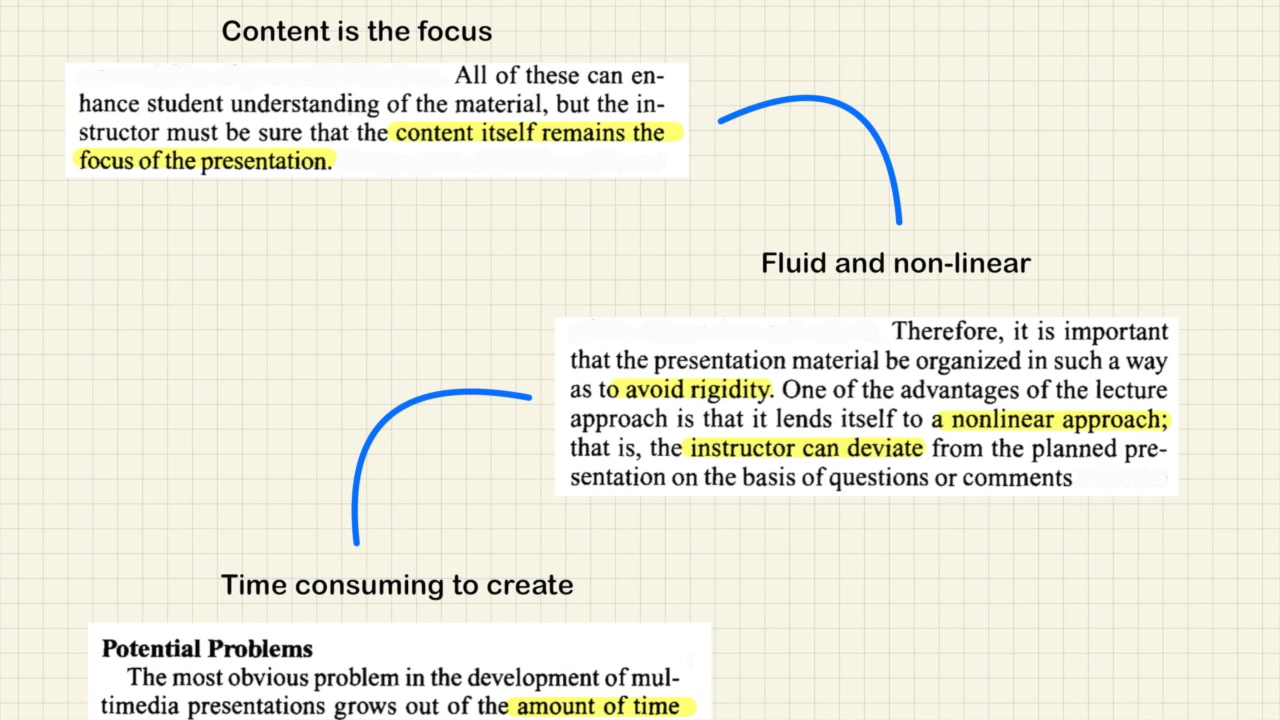 Content is the focus
All of these can en-
hance student understanding of the material, but the in-
structor must be sure that the content itself remains the
focus of the presentation.
Fluid and non-linear
Therefore, it is important
that the presentation material be organized in such a way
as to avoid rigidity. One of the advantages of the lecture
approach is that it lends itself to a nonlinear approach;
that is, the instructor can deviate from the planned pre-
sentation on the basis of questions or comments
Time consuming to create
Potential Problems
The most obvious problem in the development of mul-
timedia presentations grows out of the amount of time